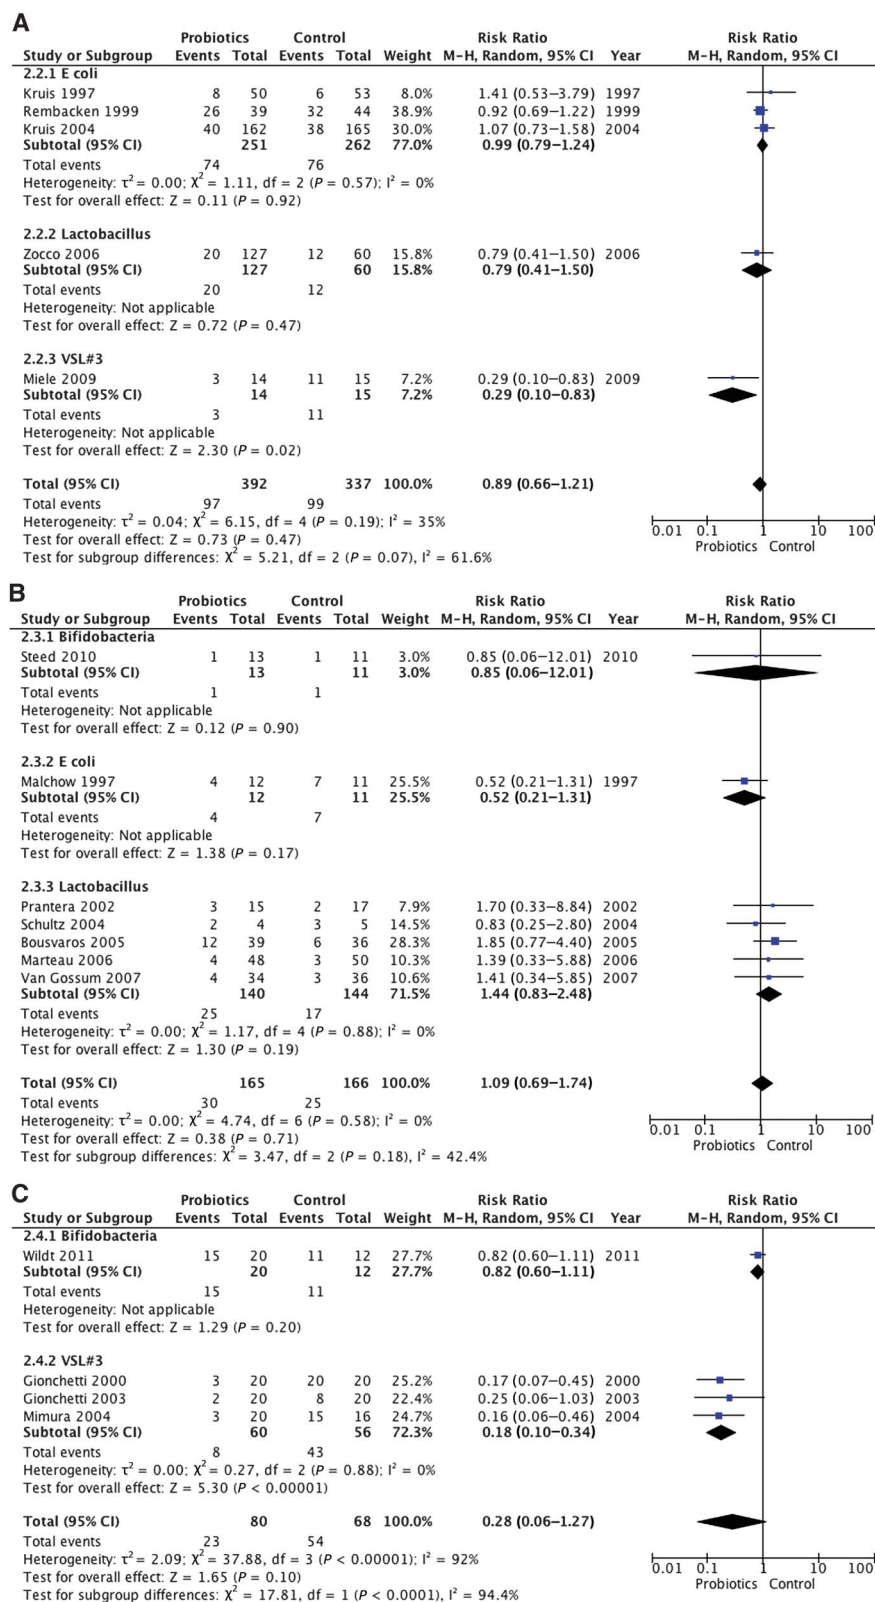 A
Probiotics Control Risk Ratio Risk Ratio
Study or Subgroup Events Total Events Total Weight M-H, Random, 95% CI Year M-H, Random, 95% CI
2.2.1 E coli
Kruis 1997 8 50 6 53 8.0% 1.41 (0.53–3.79) 1997
Rembacken 1999 26 39 32 44 38.9% 0.92 (0.69–1.22) 1999
Kruis 2004 40 162 38 165 30.0% 1.07 (0.73–1.58) 2004
Subtotal (95% CI) 251 262 77.0% 0.99 (0.79–1.24)
Total events 74 76
Heterogeneity: τ² = 0.00; χ² = 1.11, df = 2 (P = 0.57); I² = 0%
Test for overall effect: Z = 0.11 (P = 0.92)
2.2.2 Lactobacillus
Zocco 2006 20 127 12 60 15.8% 0.79 (0.41–1.50) 2006
Subtotal (95% CI) 127 60 15.8% 0.79 (0.41–1.50)
Total events 20 12
Heterogeneity: Not applicable
Test for overall effect: Z = 0.72 (P = 0.47)
2.2.3 VSL#3
Miele 2009 3 14 11 15 7.2% 0.29 (0.10–0.83) 2009
Subtotal (95% CI) 14 15 7.2% 0.29 (0.10–0.83)
Total events 3 11
Heterogeneity: Not applicable
Test for overall effect: Z = 2.30 (P = 0.02)
Total (95% CI) 392 337 100.0% 0.89 (0.66–1.21)
Total events 97 99
Heterogeneity: τ² = 0.04; χ² = 6.15, df = 4 (P = 0.19); I² = 35%
Test for overall effect: Z = 0.73 (P = 0.47)
Test for subgroup differences: χ² = 5.21, df = 2 (P = 0.07), I² = 61.6%
0.01 0.1 1 10 100
Probiotics Control
B
Probiotics Control Risk Ratio Risk Ratio
Study or Subgroup Events Total Events Total Weight M-H, Random, 95% CI Year M-H, Random, 95% CI
2.3.1 Bifidobacteria
Steed 2010 1 13 1 11 3.0% 0.85 (0.06–12.01) 2010
Subtotal (95% CI) 13 11 3.0% 0.85 (0.06–12.01)
Total events 1 1
Heterogeneity: Not applicable
Test for overall effect: Z = 0.12 (P = 0.90)
2.3.2 E coli
Malchow 1997 4 12 7 11 25.5% 0.52 (0.21–1.31) 1997
Subtotal (95% CI) 12 11 25.5% 0.52 (0.21–1.31)
Total events 4 7
Heterogeneity: Not applicable
Test for overall effect: Z = 1.38 (P = 0.17)
2.3.3 Lactobacillus
Prantera 2002 3 15 2 17 7.9% 1.70 (0.33–8.84) 2002
Schultz 2004 2 4 3 5 14.5% 0.83 (0.25–2.80) 2004
Bousvaros 2005 12 39 6 36 28.3% 1.85 (0.77–4.40) 2005
Marteau 2006 4 48 3 50 10.3% 1.39 (0.33–5.88) 2006
Van Gossum 2007 4 34 3 36 10.6% 1.41 (0.34–5.85) 2007
Subtotal (95% CI) 140 144 71.5% 1.44 (0.83–2.48)
Total events 25 17
Heterogeneity: τ² = 0.00; χ² = 1.17, df = 4 (P = 0.88); I² = 0%
Test for overall effect: Z = 1.30 (P = 0.19)
Total (95% CI) 165 166 100.0% 1.09 (0.69–1.74)
Total events 30 25
Heterogeneity: τ² = 0.00; χ² = 4.74, df = 6 (P = 0.58); I² = 0%
Test for overall effect: Z = 0.38 (P = 0.71)
Test for subgroup differences: χ² = 3.47, df = 2 (P = 0.18), I² = 42.4%
0.01 0.1 1 10 100
Probiotics Control
C
Probiotics Control Risk Ratio Risk Ratio
Study or Subgroup Events Total Events Total Weight M-H, Random, 95% CI Year M-H, Random, 95% CI
2.4.1 Bifidobacteria
Wildt 2011 15 20 11 12 27.7% 0.82 (0.60–1.11) 2011
Subtotal (95% CI) 20 12 27.7% 0.82 (0.60–1.11)
Total events 15 11
Heterogeneity: Not applicable
Test for overall effect: Z = 1.29 (P = 0.20)
2.4.2 VSL#3
Gionchetti 2000 3 20 20 20 25.2% 0.17 (0.07–0.45) 2000
Gionchetti 2003 2 20 8 20 22.4% 0.25 (0.06–1.03) 2003
Mimura 2004 3 20 15 16 24.7% 0.16 (0.06–0.46) 2004
Subtotal (95% CI) 60 56 72.3% 0.18 (0.10–0.34)
Total events 8 43
Heterogeneity: τ² = 0.00; χ² = 0.27, df = 2 (P = 0.88); I² = 0%
Test for overall effect: Z = 5.30 (P < 0.00001)
Total (95% CI) 80 68 100.0% 0.28 (0.06–1.27)
Total events 23 54
Heterogeneity: τ² = 2.09; χ² = 37.88, df = 3 (P < 0.00001); I² = 92%
Test for overall effect: Z = 1.65 (P = 0.10)
Test for subgroup differences: χ² = 17.81, df = 1 (P < 0.0001), I² = 94.4%
0.01 0.1 1 10 100
Probiotics Control